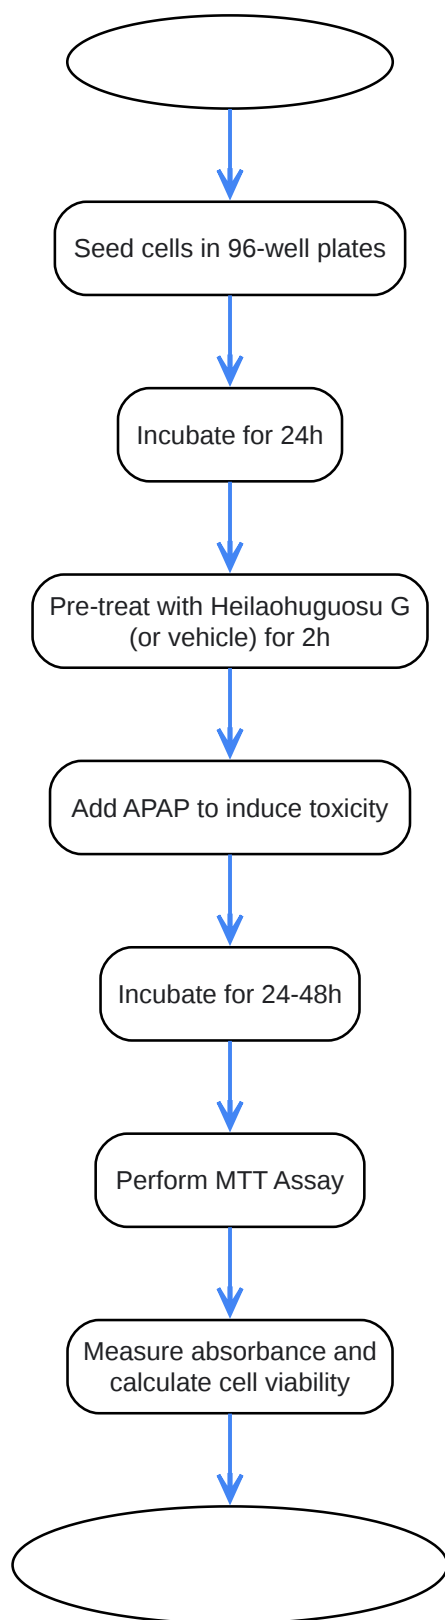 Seed cells in 96-well plates
Incubate for 24h
Pre-treat with Heilaohuguosu G
(or vehicle) for 2h
Add APAP to induce toxicity
Incubate for 24-48h
Perform MTT Assay
Measure absorbance and
calculate cell viability